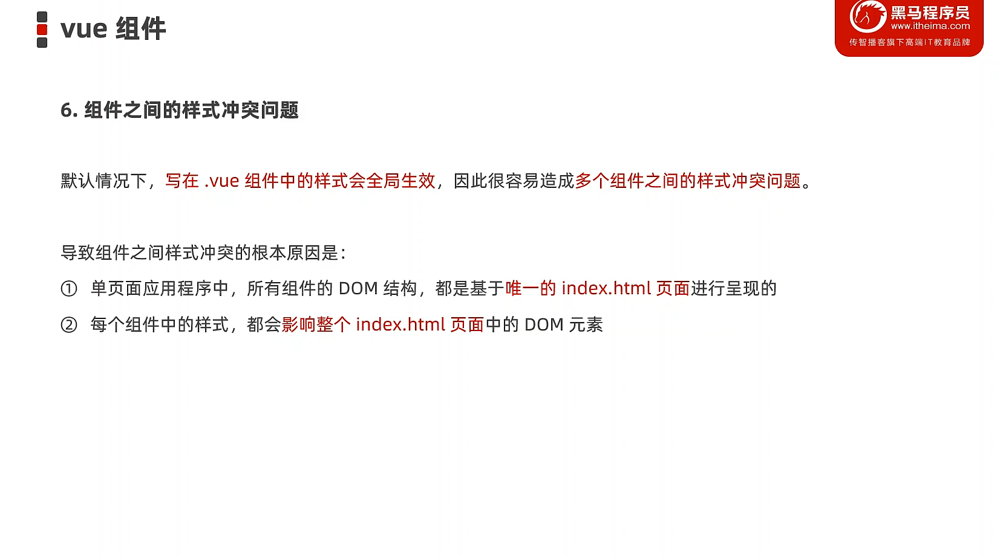 vue 组件
黑马程序员
www.itheima.com
传智播客旗下高端IT教育品牌
6. 组件之间的样式冲突问题
默认情况下，写在 .vue 组件中的样式会全局生效，因此很容易造成多个组件之间的样式冲突问题。
导致组件之间样式冲突的根本原因是：
① 单页面应用程序中，所有组件的 DOM 结构，都是基于唯一的 index.html 页面进行呈现的
② 每个组件中的样式，都会影响整个 index.html 页面中的 DOM 元素